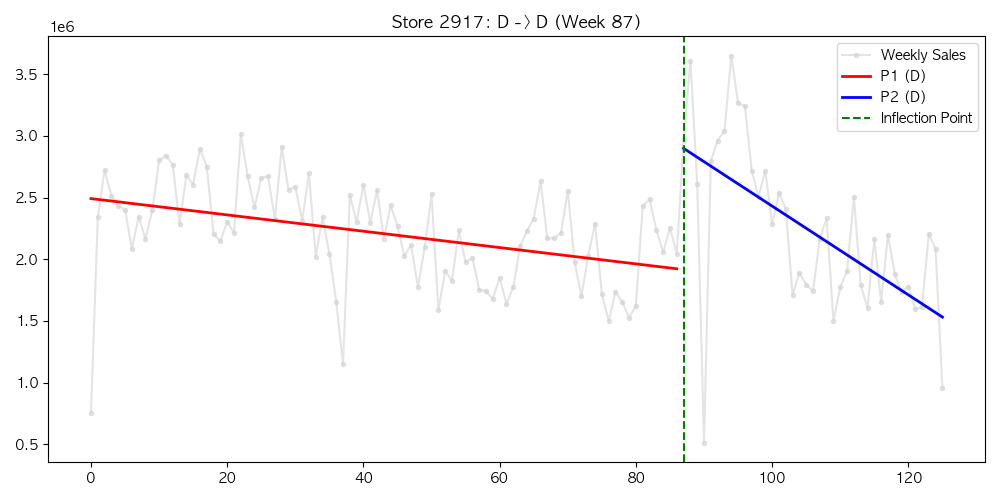 Store 2917: D -> D (Week 87)
1e6
3.5
3.0
2.5
2.0
1.5
1.0
0.5
0 20 40 60 80 100 120
Weekly Sales
P1 (D)
P2 (D)
Inflection Point